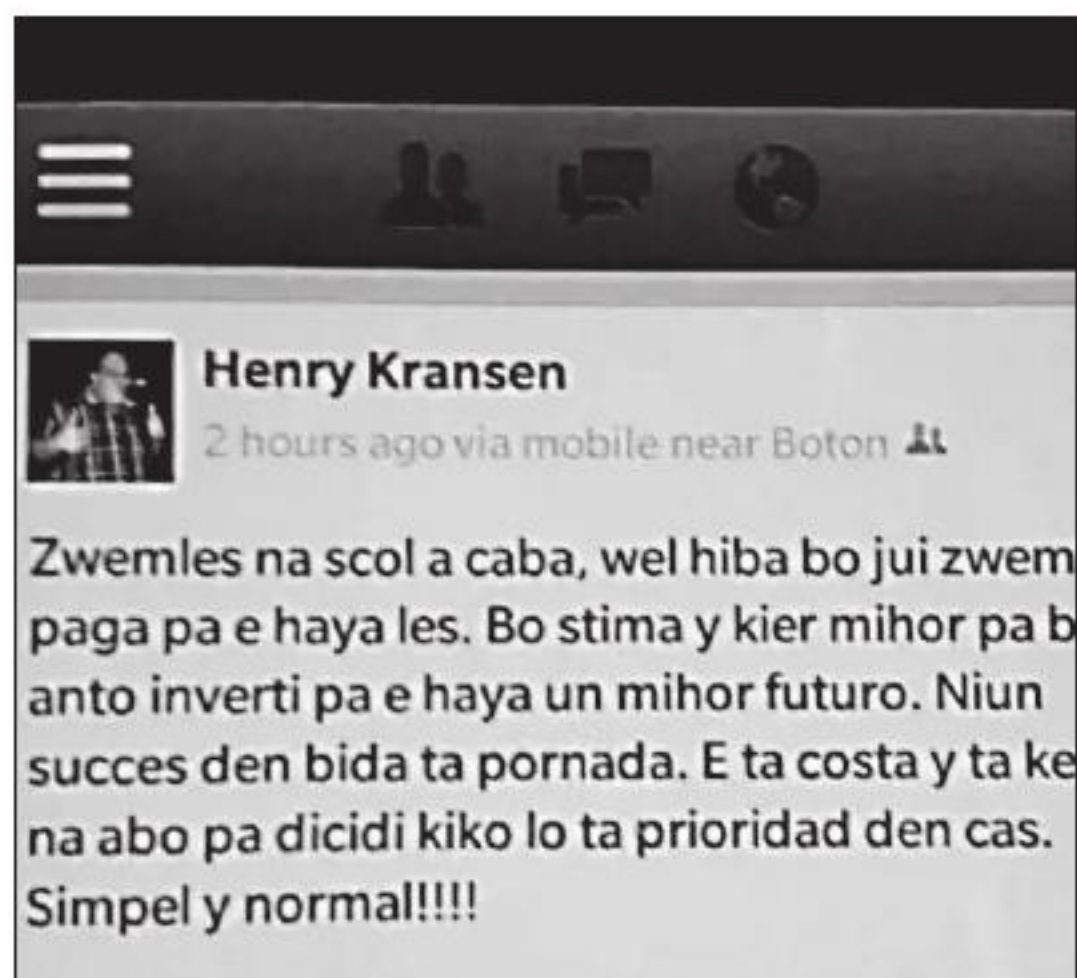 Henry Kransen
2 hours ago via mobile near Boton
Zwemles na scol a caba, wel hiba bo jui zwem
paga pa e haya les. Bo stima y kier mihor pa b
anto inverti pa e haya un mihor futuro. Niun
succes den bida ta pornada. E ta costa y ta ke
na abo pa dicidi kiko lo ta prioridad den cas.
Simpel y normal!!!!